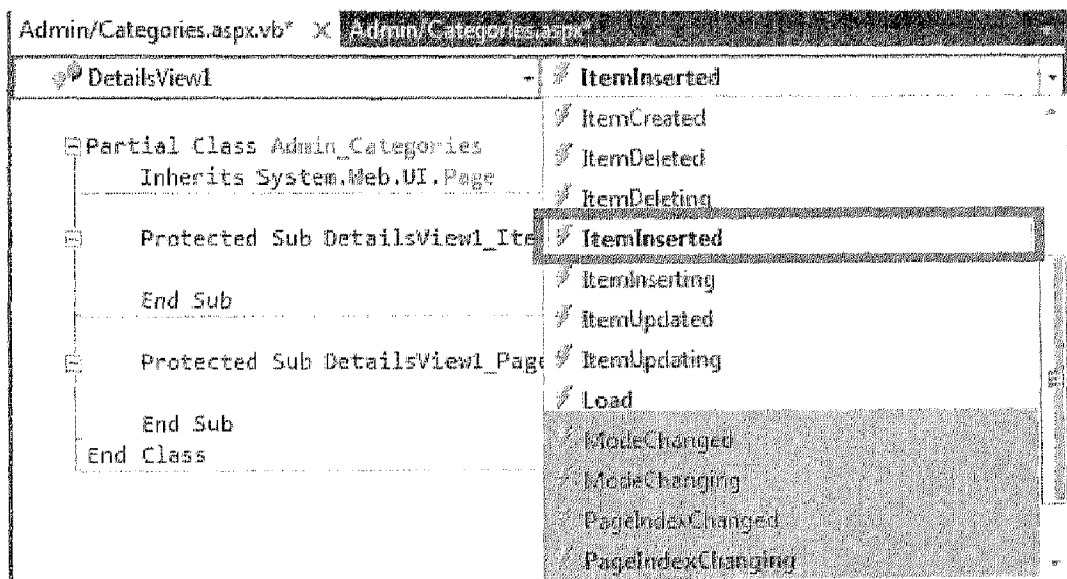 Admin/Categories.aspx.vb* X Admin/Categories.aspx*
DetailsView1
ItemInserted
ItemCreated
ItemDeleted
ItemDeleting
ItemInserted
ItemInserting
ItemUpdated
ItemUpdating
Load
ModeChanged
ModeChanging
PageIndexChanged
PageIndexChanging
Partial Class Admin_Categories
Inherits System.Web.UI.Page
Protected Sub DetailsView1_Ite
End Sub
Protected Sub DetailsView1_Page
End Sub
End Class